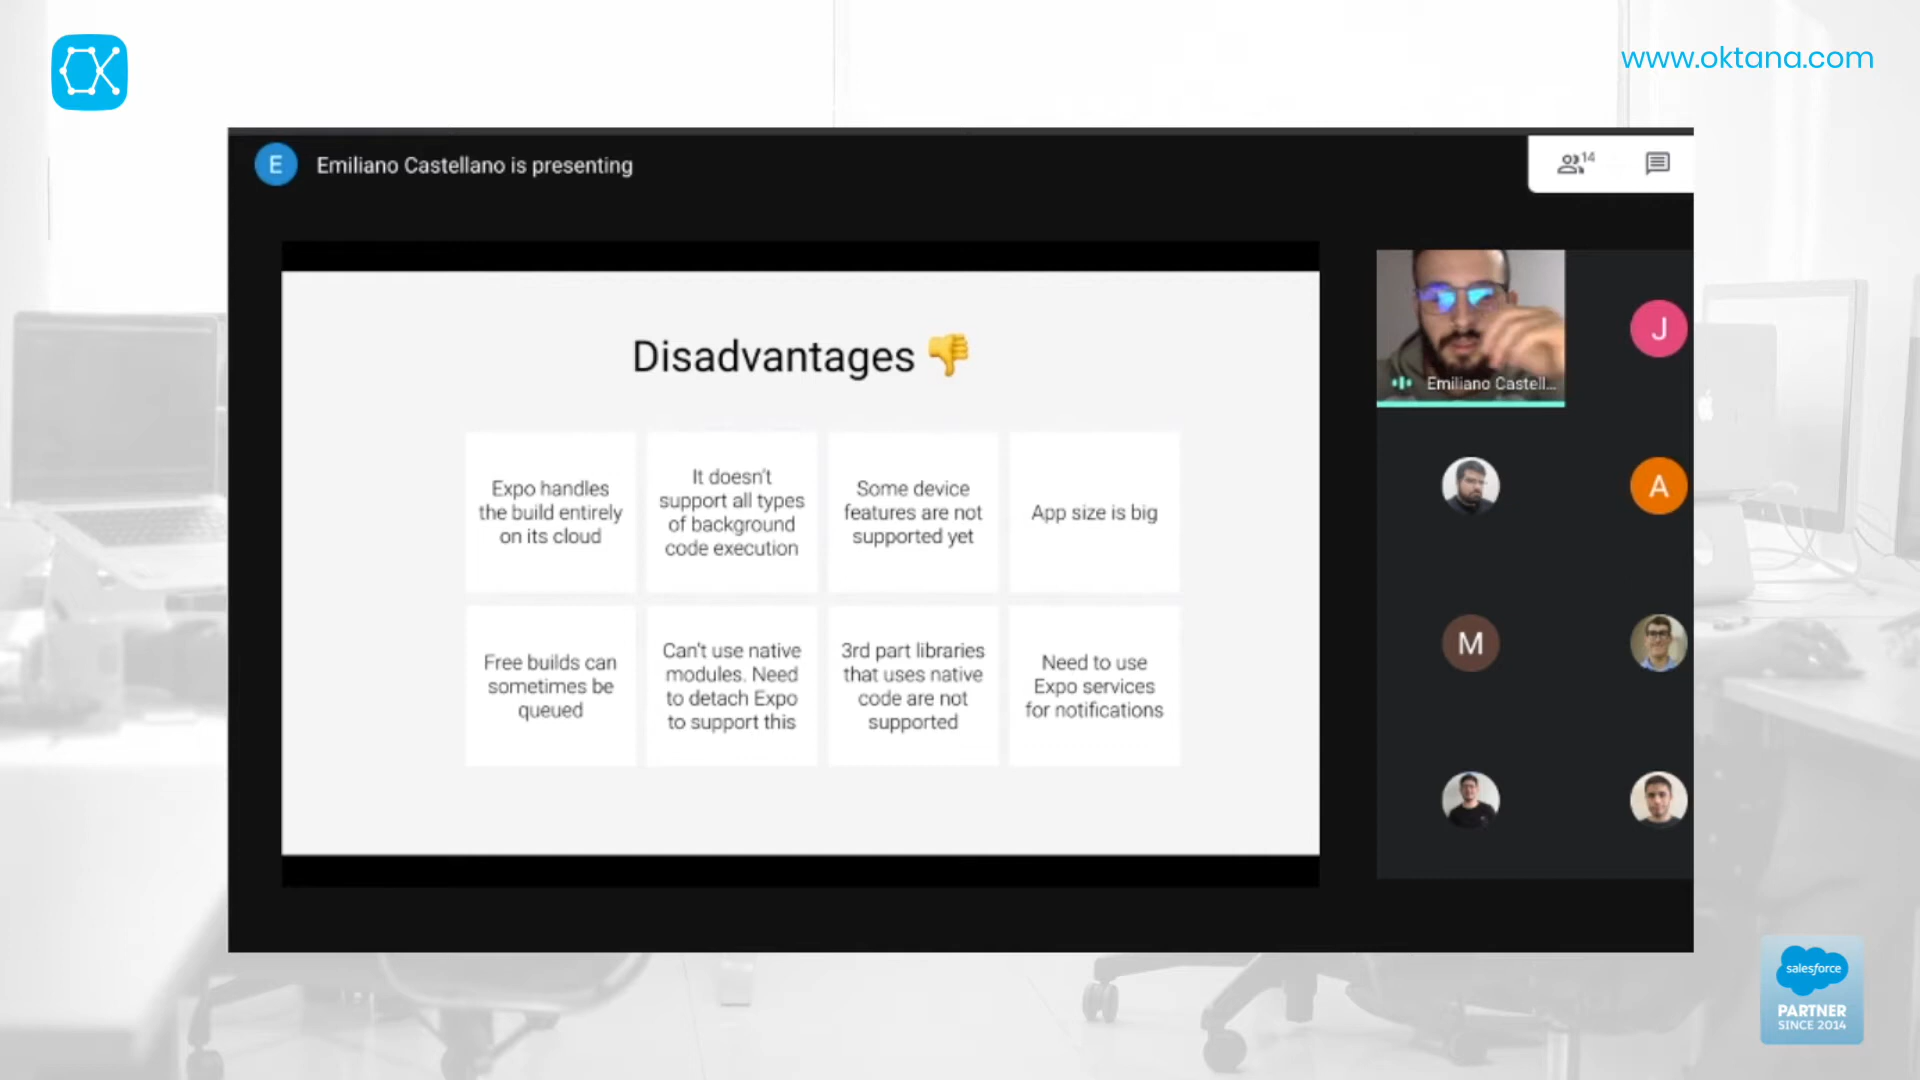 www.oktana.com
E
Emiliano Castellano is presenting
14
Disadvantages
Expo handles
the build entirely
on its cloud
It doesn't
support all types
of background
code execution
Some device
features are not
supported yet
App size is big
Free builds can
sometimes be
queued
Can't use native
modules. Need
to detach Expo
to support this
3rd part libraries
that uses native
code are not
supported
Need to use
Expo services
for notifications
Emiliano Castell...
J
A
M
salesforce
PARTNER
SINCE 2014